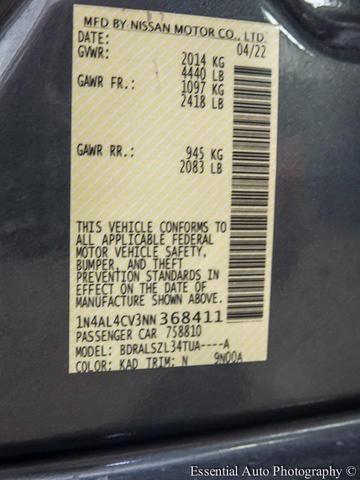 MFD BY NISSAN MOTOR CO., LTD.
DATE: 04/22
GVWR: 2014 KG
4440 LB
GAWR FR: 1097 KG
2418 LB
GAWR RR: 945 KG
2083 LB
THIS VEHICLE CONFORMS TO
ALL APPLICABLE FEDERAL
MOTOR VEHICLE SAFETY,
BUMPER, AND THEFT
PREVENTION STANDARDS IN
EFFECT ON THE DATE OF
MANUFACTURE SHOWN ABOVE.
1N4AL4CV3NN368411
PASSENGER CAR 758810
MODEL: BDRALSZL34TUA----A
COLOR: KAD TRIM: N 9N00A
Essential Auto Photography ©